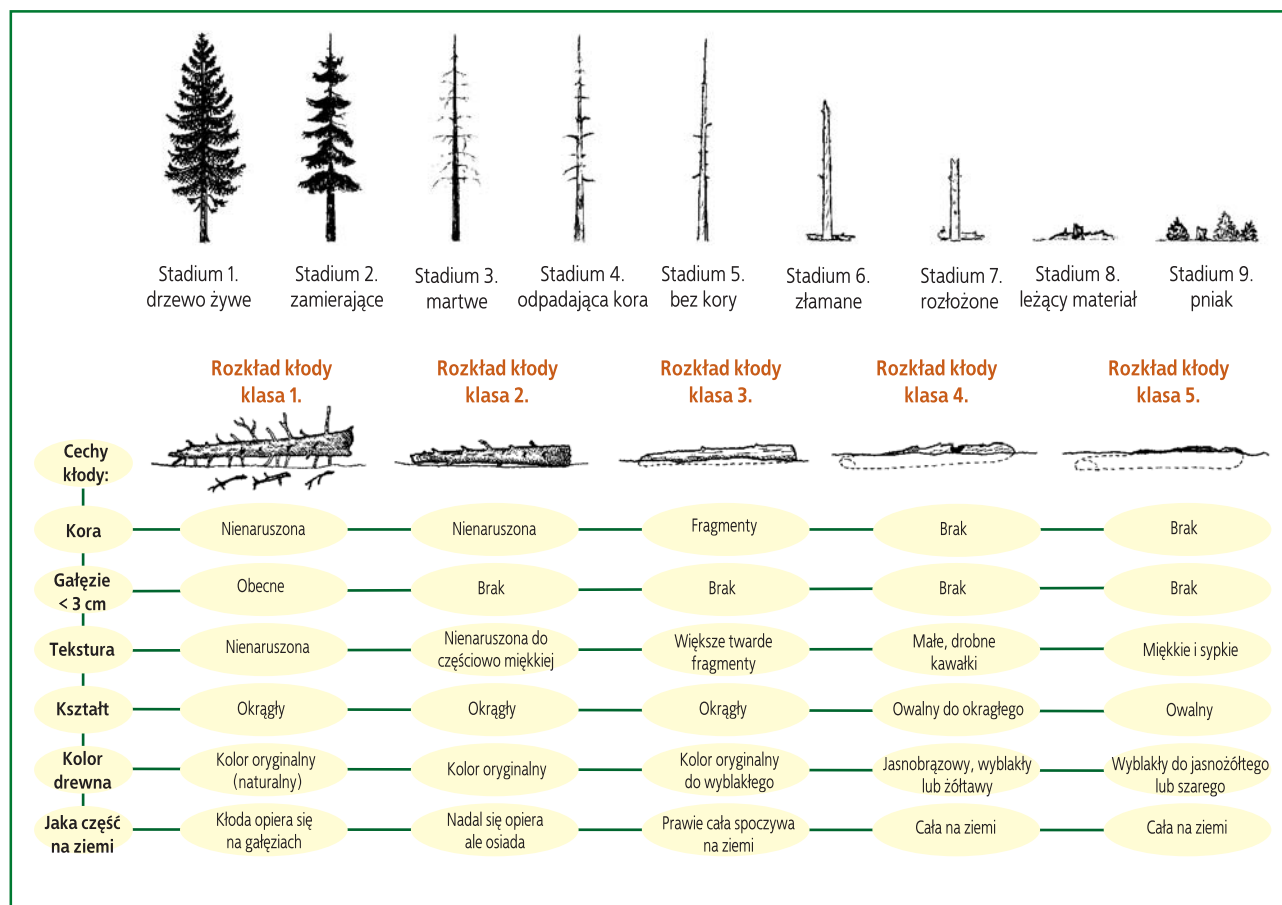 Stadium 1.
drzewo żywe
Stadium 2.
zamierające
Stadium 3.
martwe
Stadium 4.
odpadająca kora
Stadium 5.
bez kory
Stadium 6.
złamane
Stadium 7.
rozłożone
Stadium 8.
leżący materiał
Stadium 9.
pniak
Rozkład kłody
klasa 1.
Rozkład kłody
klasa 2.
Rozkład kłody
klasa 3.
Rozkład kłody
klasa 4.
Rozkład kłody
klasa 5.
Cechy
kłody:
Kora
Nienaruszona
Nienaruszona
Fragmenty
Brak
Brak
Gałęzie
< 3 cm
Obecne
Brak
Brak
Brak
Brak
Tekstura
Nienaruszona
Nienaruszona do
częściowo miękkiej
Większe twarde
fragmenty
Małe, drobne
kawałki
Miękkie i sypkie
Kształt
Okrągły
Okrągły
Okrągły
Owalny do okrągłego
Owalny
Kolor
drewna
Kolor oryginalny
(naturalny)
Kolor oryginalny
Kolor oryginalny
do wyblakłego
Jasnobrązowy, wyblakły
lub żółtawy
Wyblakły do jasnożółtego
lub szarego
Jaka część
na ziemi
Kłoda opiera się
na gałęziach
Nadal się opiera
ale osiada
Prawie cała spoczywa
na ziemi
Cała na ziemi
Cała na ziemi